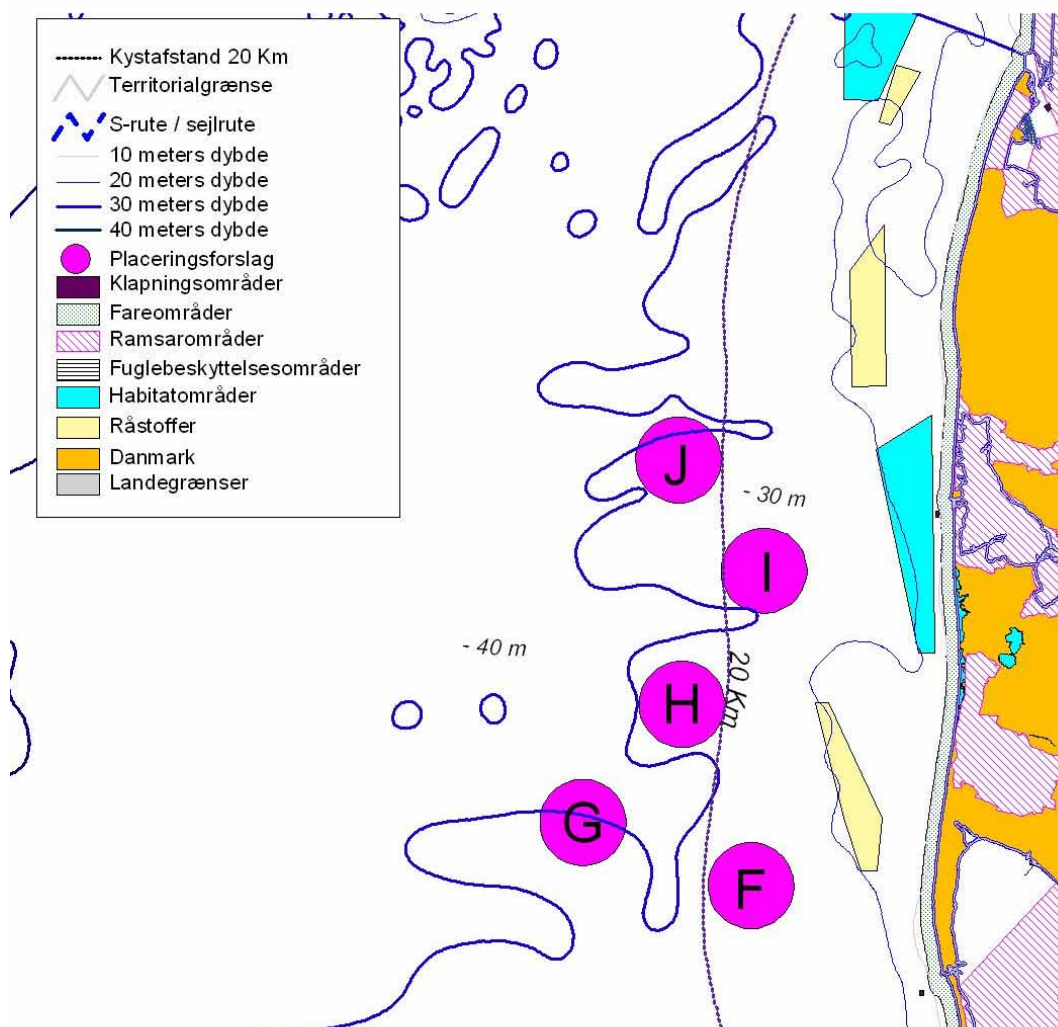 Kystafstand 20 Km
Territorialgrænse
S-rute / sejlrute
10 meters dybde
20 meters dybde
30 meters dybde
40 meters dybde
Placeringsforslag
Klapningsområder
Fareområder
Ramsarområder
Fuglebeskyttelsesområder
Habitatområder
Råstoffer
Danmark
Landegrænser
J
- 30 m
I
- 40 m
20 Km
H
G
F